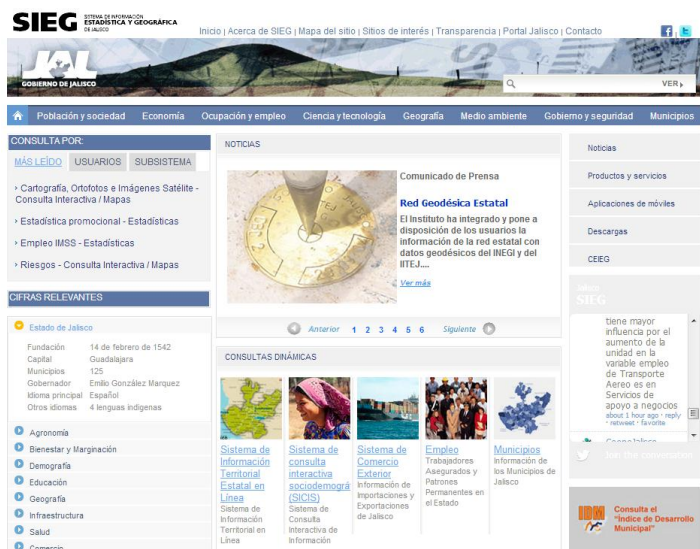 SIEG SISTEMA DE INFORMACIÓN
ESTADÍSTICA Y GEOGRÁFICA
DE JALISCO
Inicio | Acerca de SIEG | Mapa del sitio | Sitios de interés | Transparencia | Portal Jalisco | Contacto
JAL
GOBIERNO DE JALISCO
VER
Población y sociedad Economía Ocupación y empleo Ciencia y tecnología Geografía Medio ambiente Gobierno y seguridad Municipios
CONSULTA POR:
MÁS LEÍDO USUARIOS SUBSISTEMA
› Cartografía, Ortofotos e Imágenes Satélite -
Consulta Interactiva / Mapas
› Estadística promocional - Estadísticas
› Empleo IMSS - Estadísticas
› Riesgos - Consulta Interactiva / Mapas
CIFRAS RELEVANTES
Estado de Jalisco
Fundación 14 de febrero de 1542
Capital Guadalajara
Municipios 125
Gobernador Emilio González Marquez
Idioma principal Español
Otros idiomas 4 lenguas indigenas
Agronomía
Bienestar y Marginación
Demografía
Educación
Geografía
Infraestructura
Salud
Comercio
NOTICIAS
Comunicado de Prensa
Red Geodésica Estatal
El Instituto ha integrado y pone a
disposición de los usuarios la
información de la red estatal con
datos geodésicos del INEGI y del
IITEJ....
Ver más
Anterior 1 2 3 4 5 6 Siguiente
CONSULTAS DINÁMICAS
Sistema de
Información
Territorial
Estatal en
Línea
Sistema de
Información
Territorial en
Línea
Sistema de
consulta
interactiva
sociodemográ
(SICIS)
Sistema de
Consulta
Interactiva de
Información
Sistema de
Comercio
Exterior
Información de
Importaciones y
Exportaciones
de Jalisco
Empleo
Trabajadores
Asegurados y
Patrones
Permanentes en
el Estado
Municipios
Información de
los Municipios de
Jalisco
Noticias
Productos y servicios
Aplicaciones de móviles
Descargas
CEIEG
Jalisco
SIEG
tiene mayor
influencia por el
aumento de la
unidad en la
variable empleo
de Transporte
Aereo es en
Servicios de
apoyo a negocios
about 1 hour ago · reply
· retweet · favorite
Join the conversation
IDM
Consulta el
"Índice de Desarrollo
Municipal"